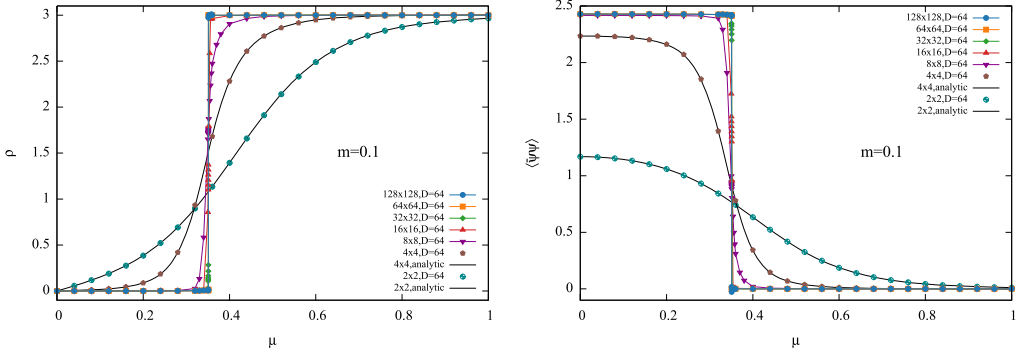 3
2.5
2
1.5
1
0.5
0
0
0.2
0.4
0.6
0.8
1
ρ
μ
m=0.1
128x128,D=64
64x64,D=64
32x32,D=64
16x16,D=64
8x8,D=64
4x4,D=64
4x4,analytic
2x2,D=64
2x2,analytic
2.5
2
1.5
1
0.5
0
0
0.2
0.4
0.6
0.8
1
⟨ψ̄ψ⟩
μ
m=0.1
128x128,D=64
64x64,D=64
32x32,D=64
16x16,D=64
8x8,D=64
4x4,D=64
4x4,analytic
2x2,D=64
2x2,analytic